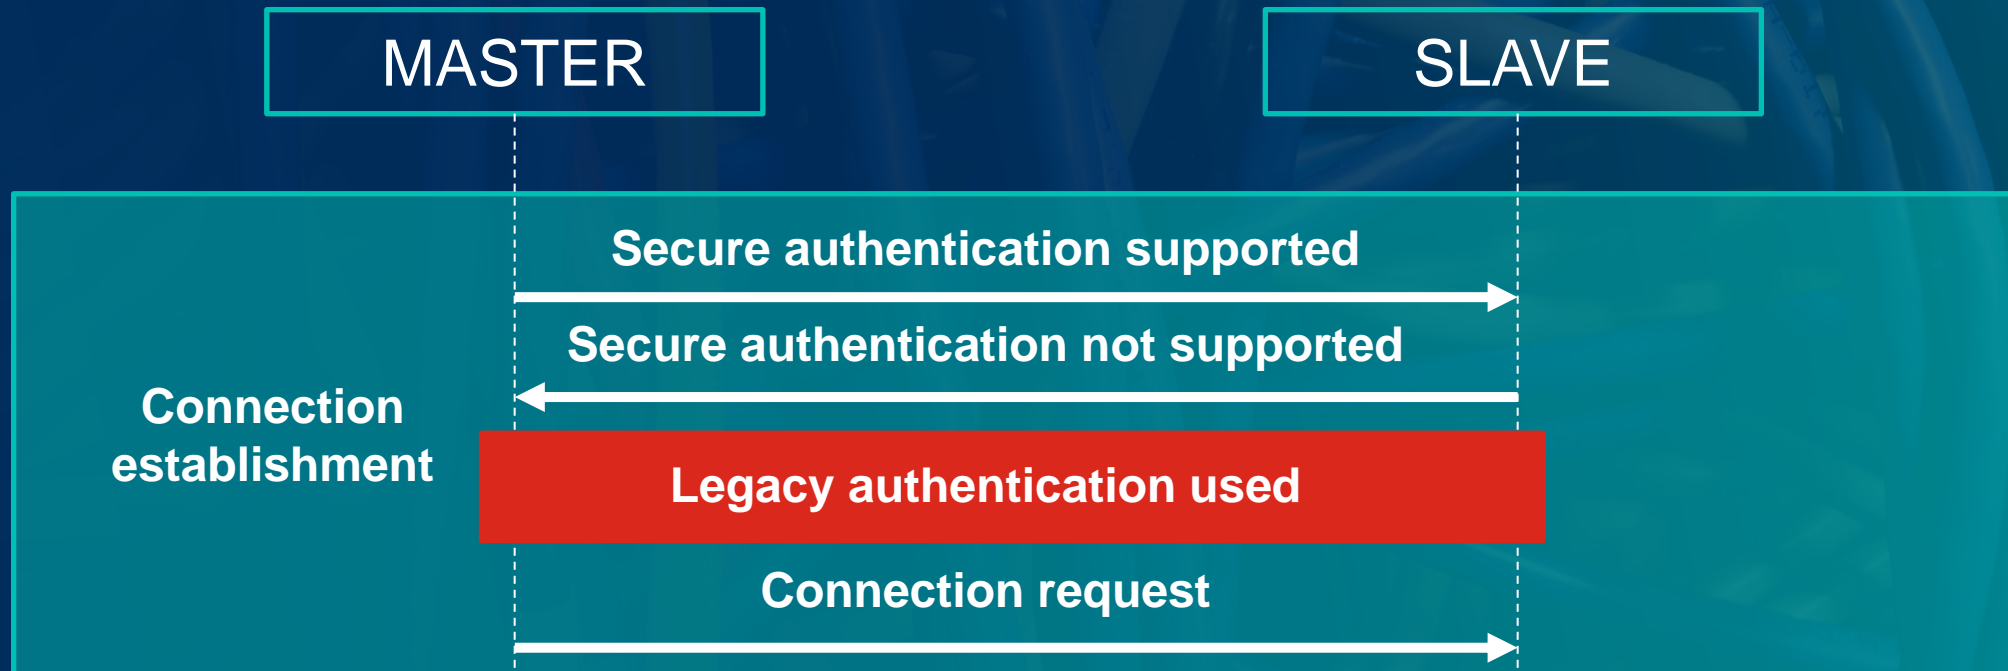 MASTER
SLAVE
Secure authentication supported
Secure authentication not supported
Connection
establishment
Legacy authentication used
Connection request